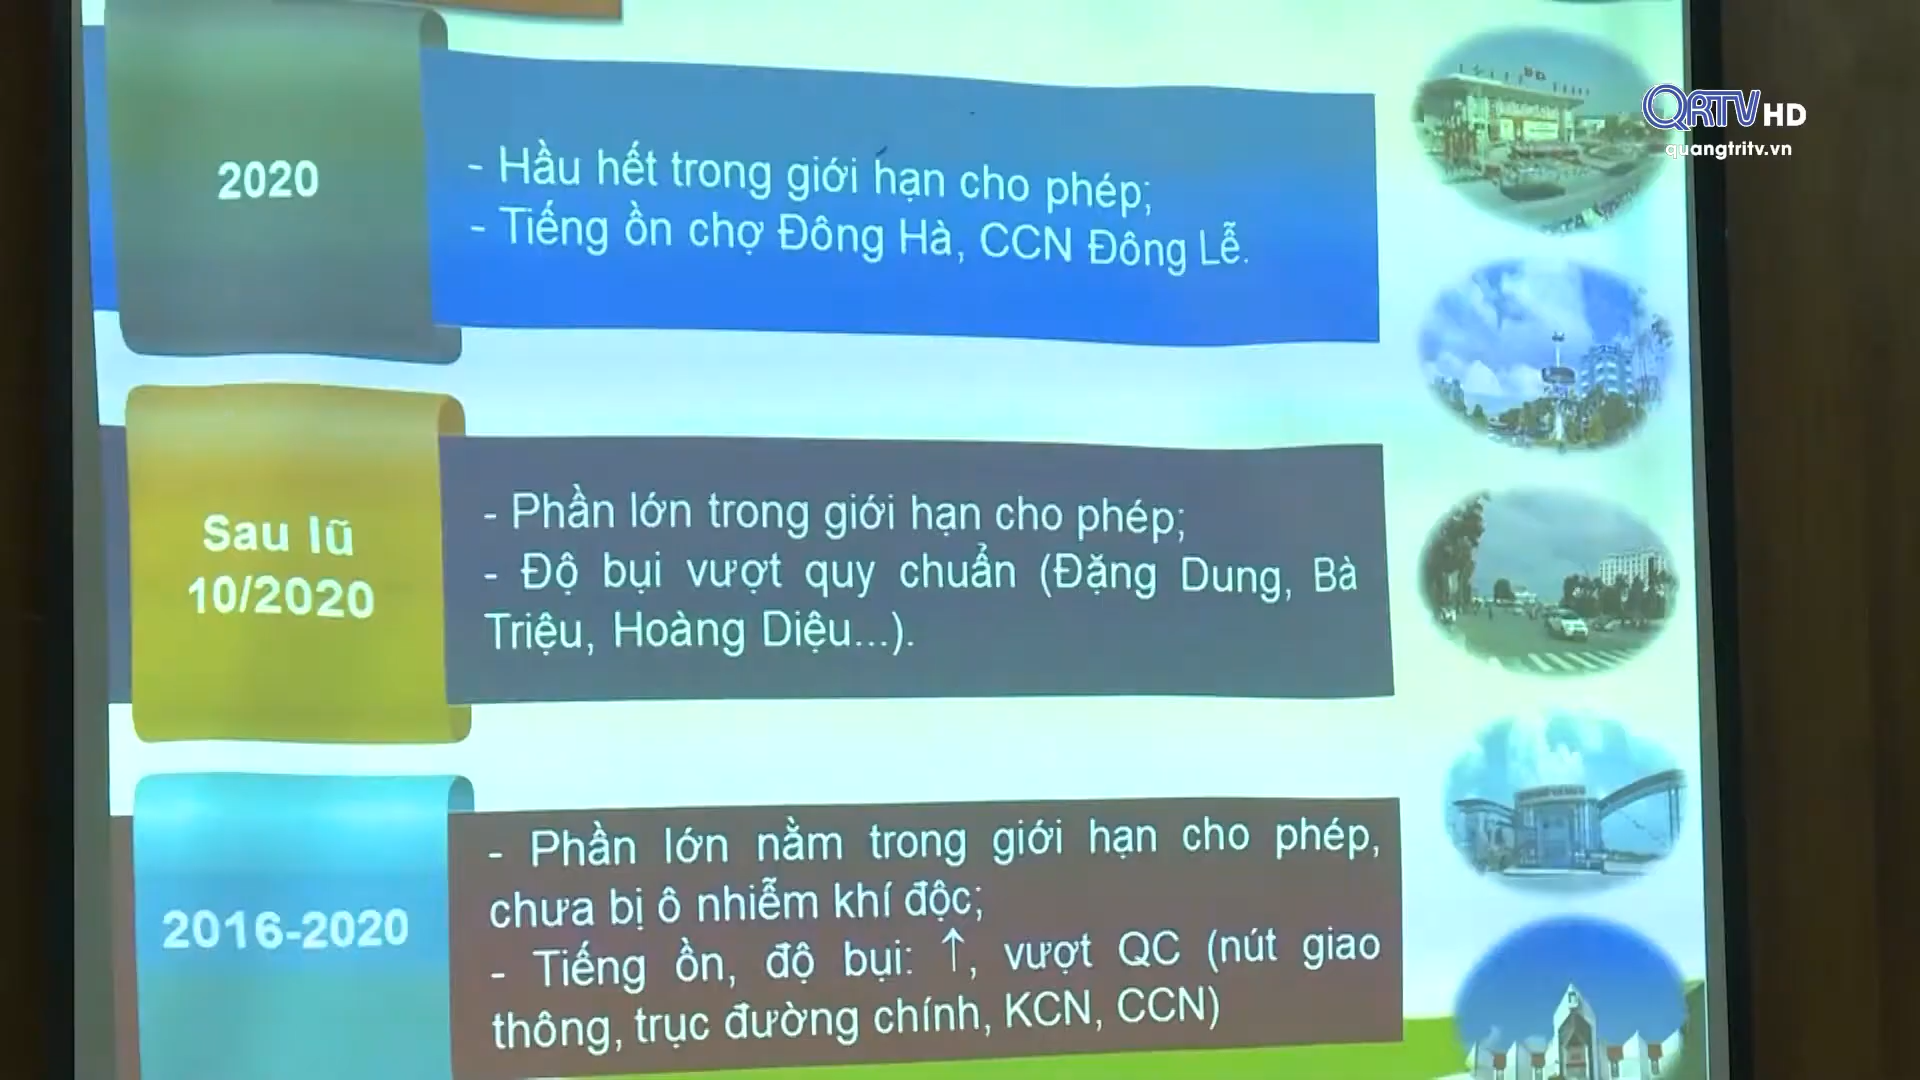 QRTV HD
quangtritv.vn
2020
- Hầu hết trong giới hạn cho phép;
- Tiếng ồn chợ Đông Hà, CCN Đông Lễ.
Sau lũ
10/2020
- Phần lớn trong giới hạn cho phép;
- Độ bụi vượt quy chuẩn (Đặng Dung, Bà
Triệu, Hoàng Diệu...).
2016-2020
- Phần lớn nằm trong giới hạn cho phép,
chưa bị ô nhiễm khí độc;
- Tiếng ồn, độ bụi: ↑, vượt QC (nút giao
thông, trục đường chính, KCN, CCN)